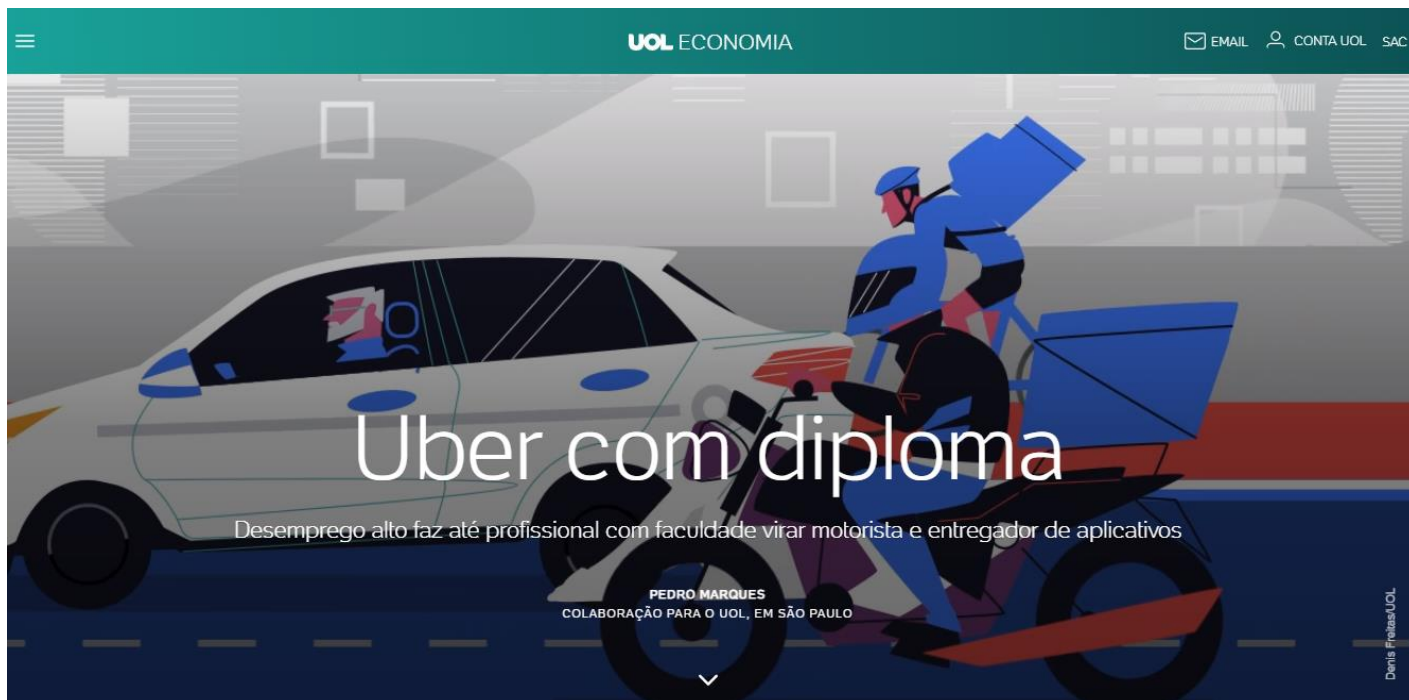 UOL ECONOMIA
EMAIL
CONTA UOL
SAC
Uber com diploma
Desemprego alto faz até profissional com faculdade virar motorista e entregador de aplicativos
PEDRO MARQUES
COLABORAÇÃO PARA O UOL, EM SÃO PAULO
Denis Freitas/UOL